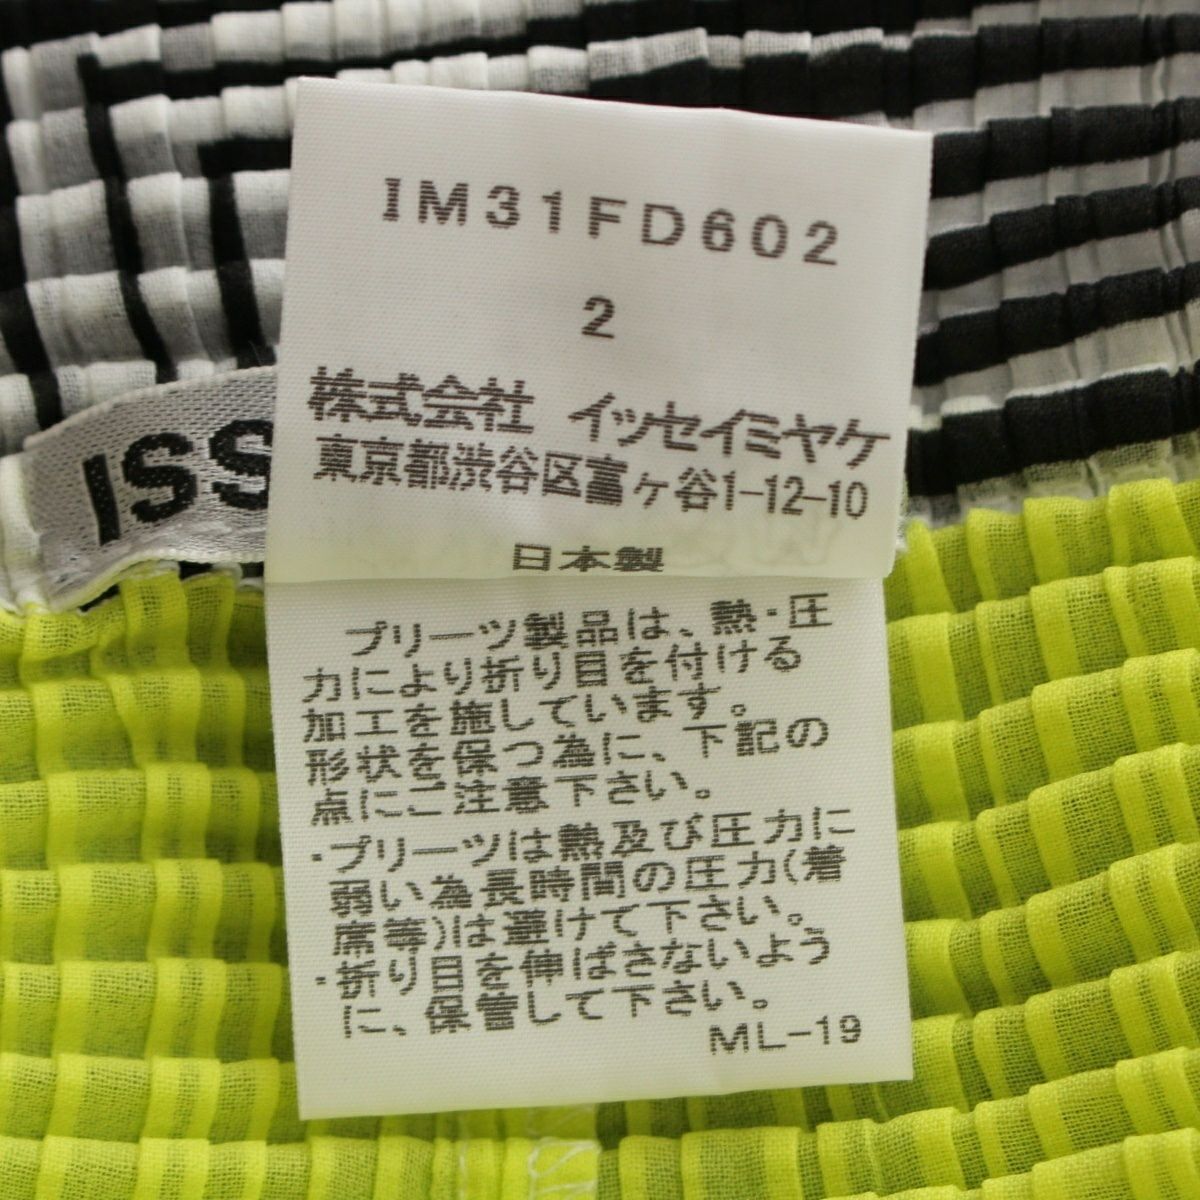 IM31FD602
2
株式会社 イッセイミヤケ
東京都渋谷区富ヶ谷1-12-10
日本製
ISS
プリーツ製品は、熱・圧
力により折り目を付ける
加工を施しています。
形状を保つ為に、下記の
点にご注意下さい。
・プリーツは熱及び圧力に
弱い為長時間の圧力(着
席等)は避けて下さい。
・折り目を伸ばさないよう
に、保管して下さい。
ML-19